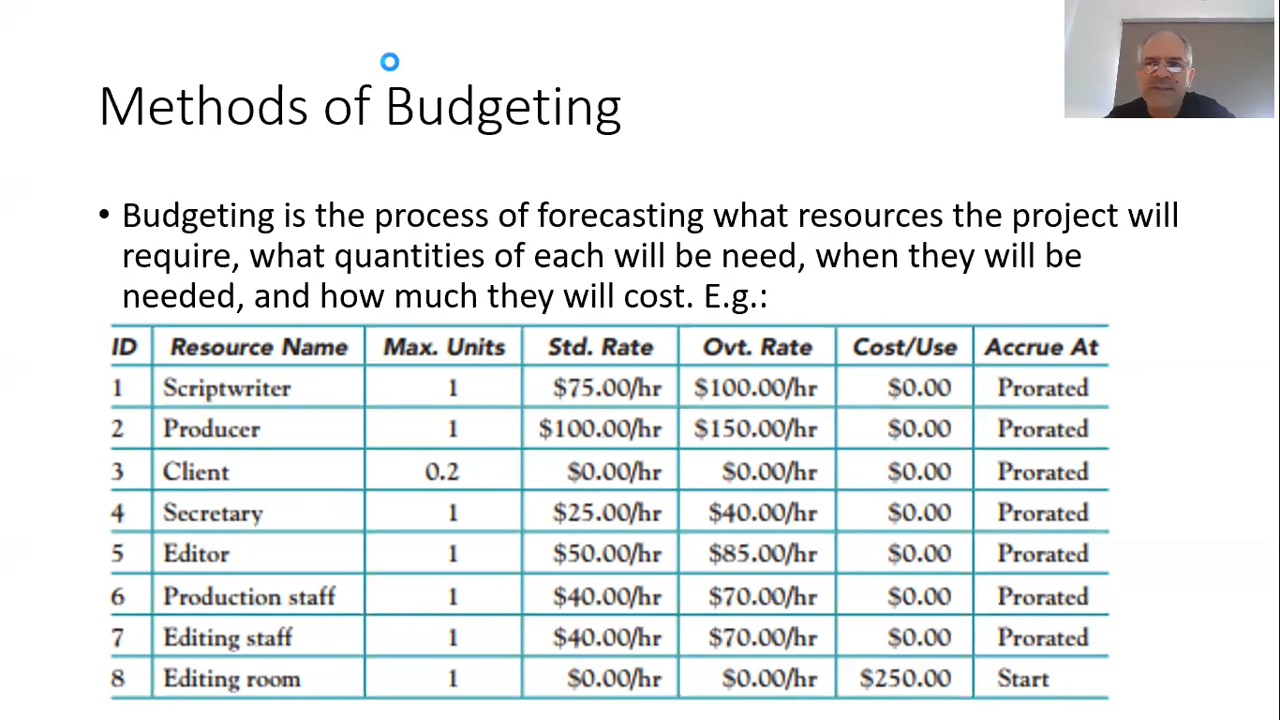 Methods of Budgeting
• Budgeting is the process of forecasting what resources the project will
require, what quantities of each will be need, when they will be
needed, and how much they will cost. E.g.:
ID Resource Name Max. Units Std. Rate Ovt. Rate Cost/Use Accrue At
1 Scriptwriter 1 $75.00/hr $100.00/hr $0.00 Prorated
2 Producer 1 $100.00/hr $150.00/hr $0.00 Prorated
3 Client 0.2 $0.00/hr $0.00/hr $0.00 Prorated
4 Secretary 1 $25.00/hr $40.00/hr $0.00 Prorated
5 Editor 1 $50.00/hr $85.00/hr $0.00 Prorated
6 Production staff 1 $40.00/hr $70.00/hr $0.00 Prorated
7 Editing staff 1 $40.00/hr $70.00/hr $0.00 Prorated
8 Editing room 1 $0.00/hr $0.00/hr $250.00 Start